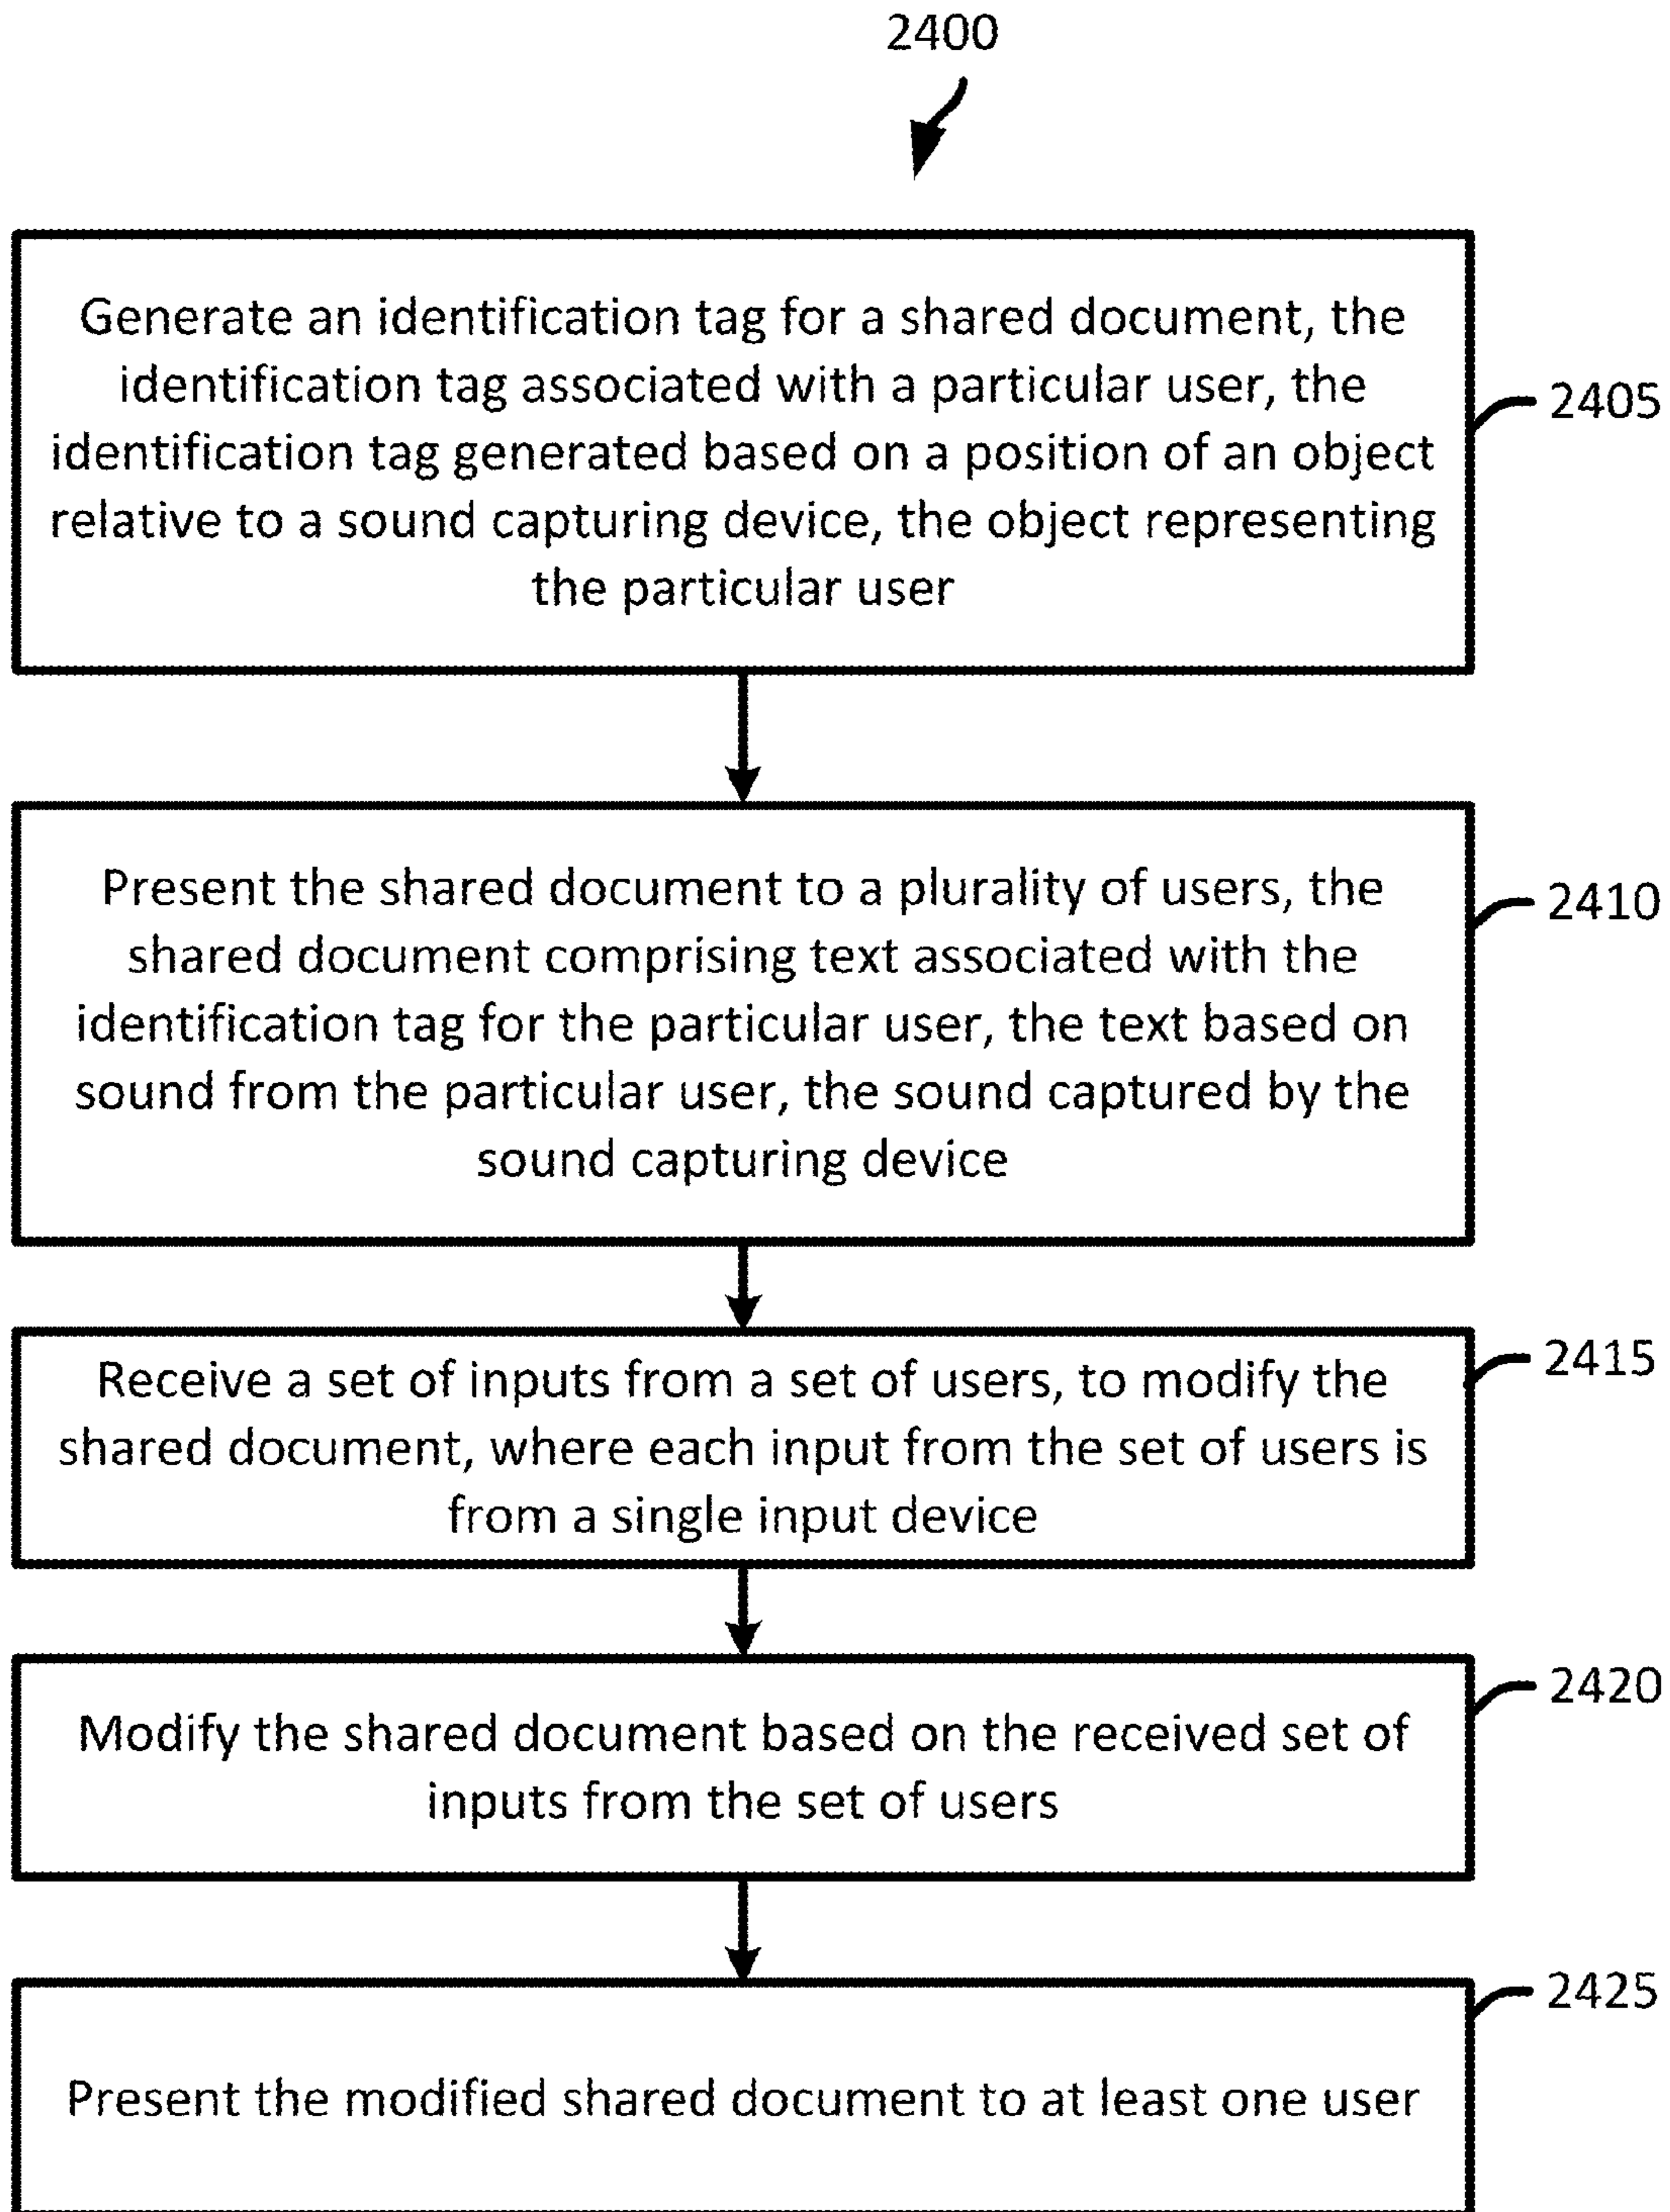 2400
Generate an identification tag for a shared document, the
identification tag associated with a particular user, the
identification tag generated based on a position of an object
relative to a sound capturing device, the object representing
the particular user
2405
Present the shared document to a plurality of users, the
shared document comprising text associated with the
identification tag for the particular user, the text based on
sound from the particular user, the sound captured by the
sound capturing device
2410
Receive a set of inputs from a set of users, to modify the
shared document, where each input from the set of users is
from a single input device
2415
Modify the shared document based on the received set of
inputs from the set of users
2420
Present the modified shared document to at least one user
2425